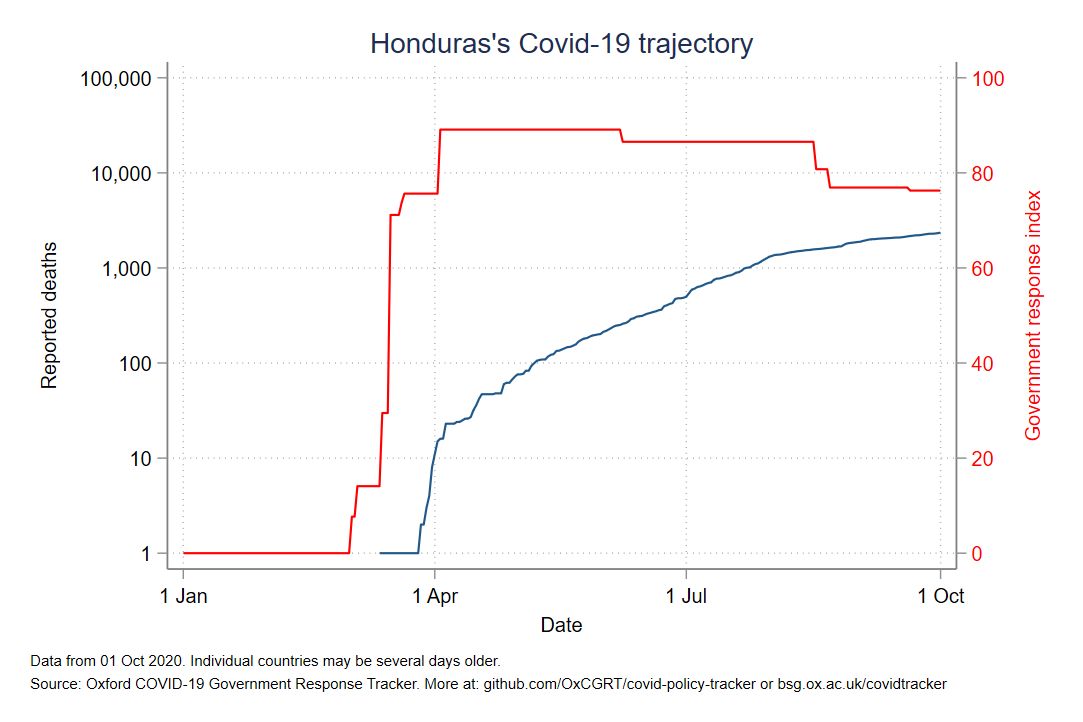 Honduras's Covid-19 trajectory
100,000
10,000
1,000
100
10
1
Reported deaths
100
80
60
40
20
0
Government response index
1 Jan
1 Apr
1 Jul
1 Oct
Date
Data from 01 Oct 2020. Individual countries may be several days older.
Source: Oxford COVID-19 Government Response Tracker. More at: github.com/OxCGRT/covid-policy-tracker or bsg.ox.ac.uk/covidtracker